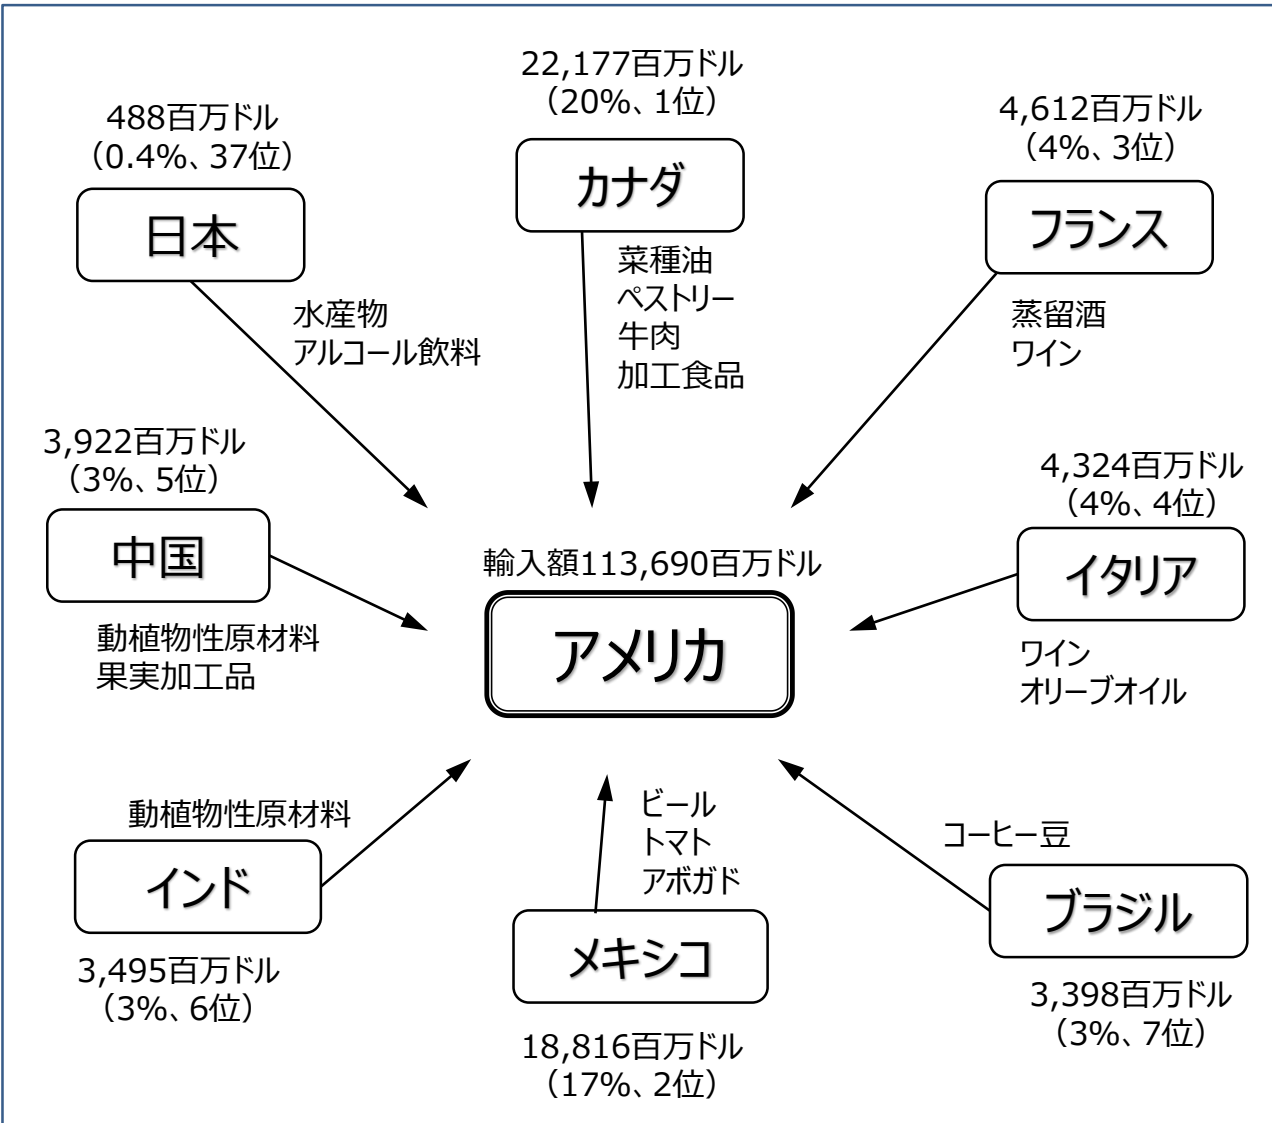 488百万ドル
（0.4%、37位）
日本
水産物
アルコール飲料
22,177百万ドル
（20%、1位）
カナダ
菜種油
ペストリー
牛肉
加工食品
4,612百万ドル
（4%、3位）
フランス
蒸留酒
ワイン
3,922百万ドル
（3%、5位）
中国
動植物性原材料
果実加工品
輸入額113,690百万ドル
アメリカ
4,324百万ドル
（4%、4位）
イタリア
ワイン
オリーブオイル
動植物性原材料
インド
3,495百万ドル
（3%、6位）
ビール
トマト
アボガド
メキシコ
18,816百万ドル
（17%、2位）
コーヒー豆
ブラジル
3,398百万ドル
（3%、7位）